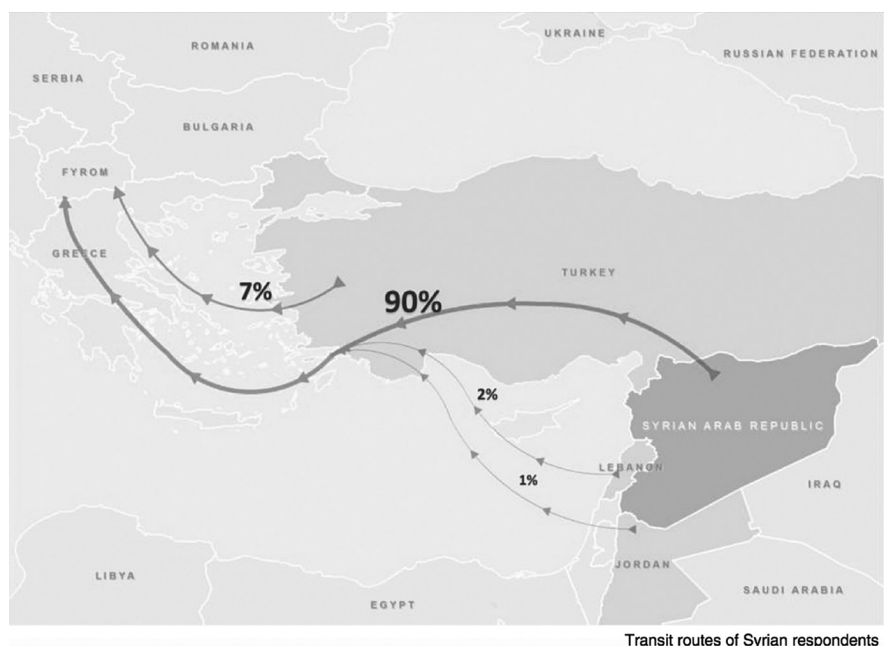 ROMANIA
UKRAINE
RUSSIAN FEDERATION
SERBIA
BULGARIA
FYROM
GREECE
TURKEY
7%
90%
2%
SYRIAN ARAB REPUBLIC
LEBANON
1%
IRAQ
JORDAN
LIBYA
SAUDI ARABIA
EGYPT
Transit routes of Syrian respondents